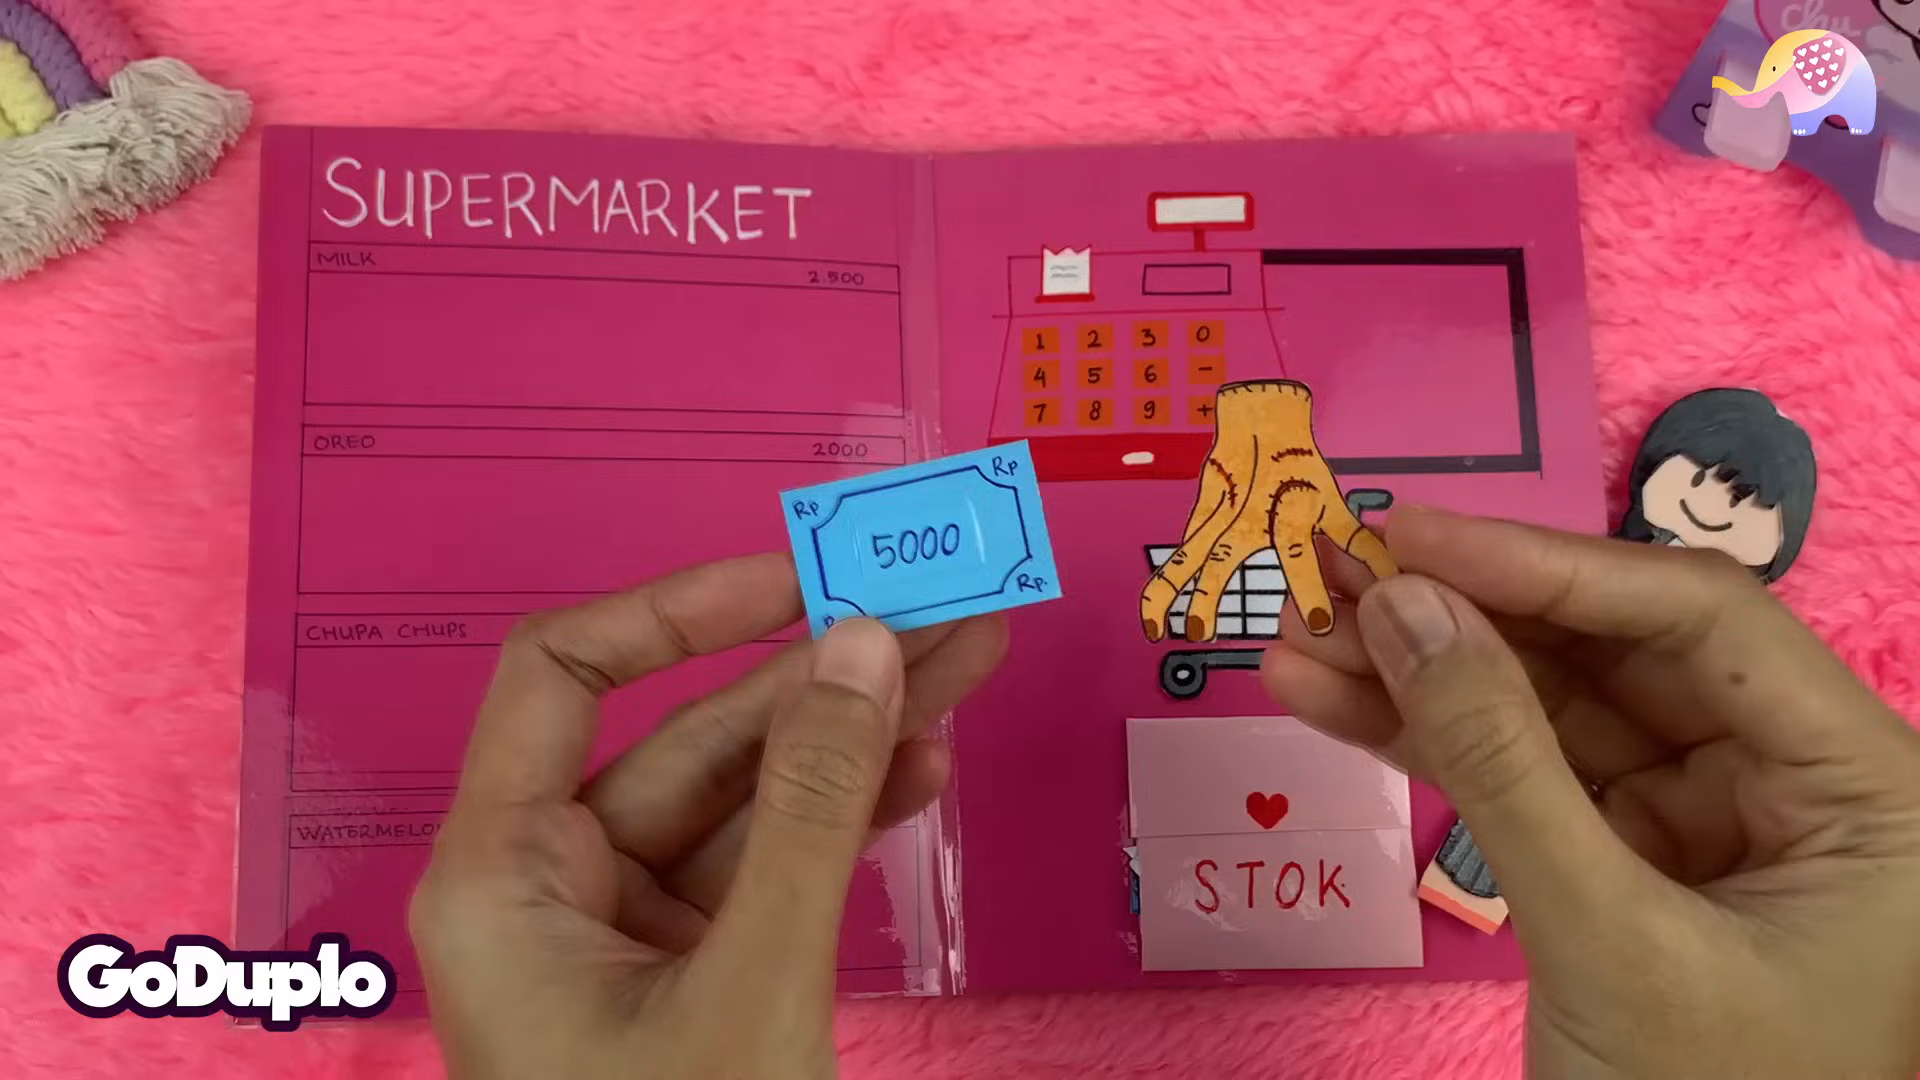 SUPERMARKET
MILK
2.500
OREO
2000
CHUPA CHUPS
chu
1 2 3 0
4 5 6 -
7 8 9 +
Rp
Rp
5000
Rp.
STOK
GoDuplo